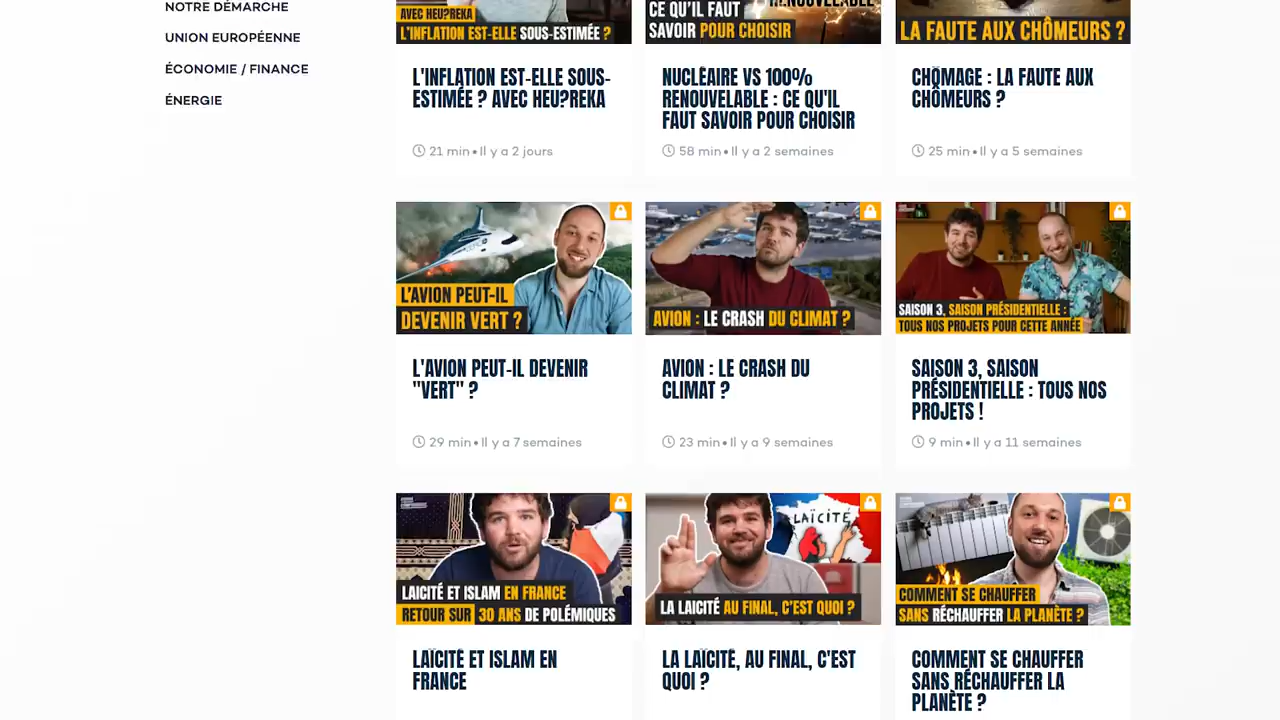 NOTRE DÉMARCHE
UNION EUROPÉENNE
ÉCONOMIE / FINANCE
ÉNERGIE
AVEC HEU?REKA
L'INFLATION EST-ELLE SOUS-ESTIMÉE ?
L'INFLATION EST-ELLE SOUS-
ESTIMÉE ? AVEC HEU?REKA
21 min • Il y a 2 jours
RENOUVELABLE
CE QU'IL FAUT
SAVOIR POUR CHOISIR
NUCLÉAIRE VS 100%
RENOUVELABLE : CE QU'IL
FAUT SAVOIR POUR CHOISIR
58 min • Il y a 2 semaines
LA FAUTE AUX CHÔMEURS ?
CHÔMAGE : LA FAUTE AUX
CHÔMEURS ?
25 min • Il y a 5 semaines
L'AVION PEUT-IL
DEVENIR VERT ?
L'AVION PEUT-IL DEVENIR
"VERT" ?
29 min • Il y a 7 semaines
AVION : LE CRASH DU CLIMAT ?
AVION : LE CRASH DU
CLIMAT ?
23 min • Il y a 9 semaines
SAISON 3, SAISON PRÉSIDENTIELLE :
TOUS NOS PROJETS POUR CETTE ANNÉE
SAISON 3, SAISON
PRÉSIDENTIELLE : TOUS NOS
PROJETS !
9 min • Il y a 11 semaines
LAICITÉ ET ISLAM EN FRANCE
RETOUR SUR 30 ANS DE POLÉMIQUES
LAÏCITÉ ET ISLAM EN
FRANCE
LAÏCITÉ
LA LAICITÉ AU FINAL, C'EST QUOI ?
LA LAÏCITÉ, AU FINAL, C'EST
QUOI ?
COMMENT SE CHAUFFER
SANS RÉCHAUFFER LA PLANÈTE ?
COMMENT SE CHAUFFER
SANS RÉCHAUFFER LA
PLANÈTE ?